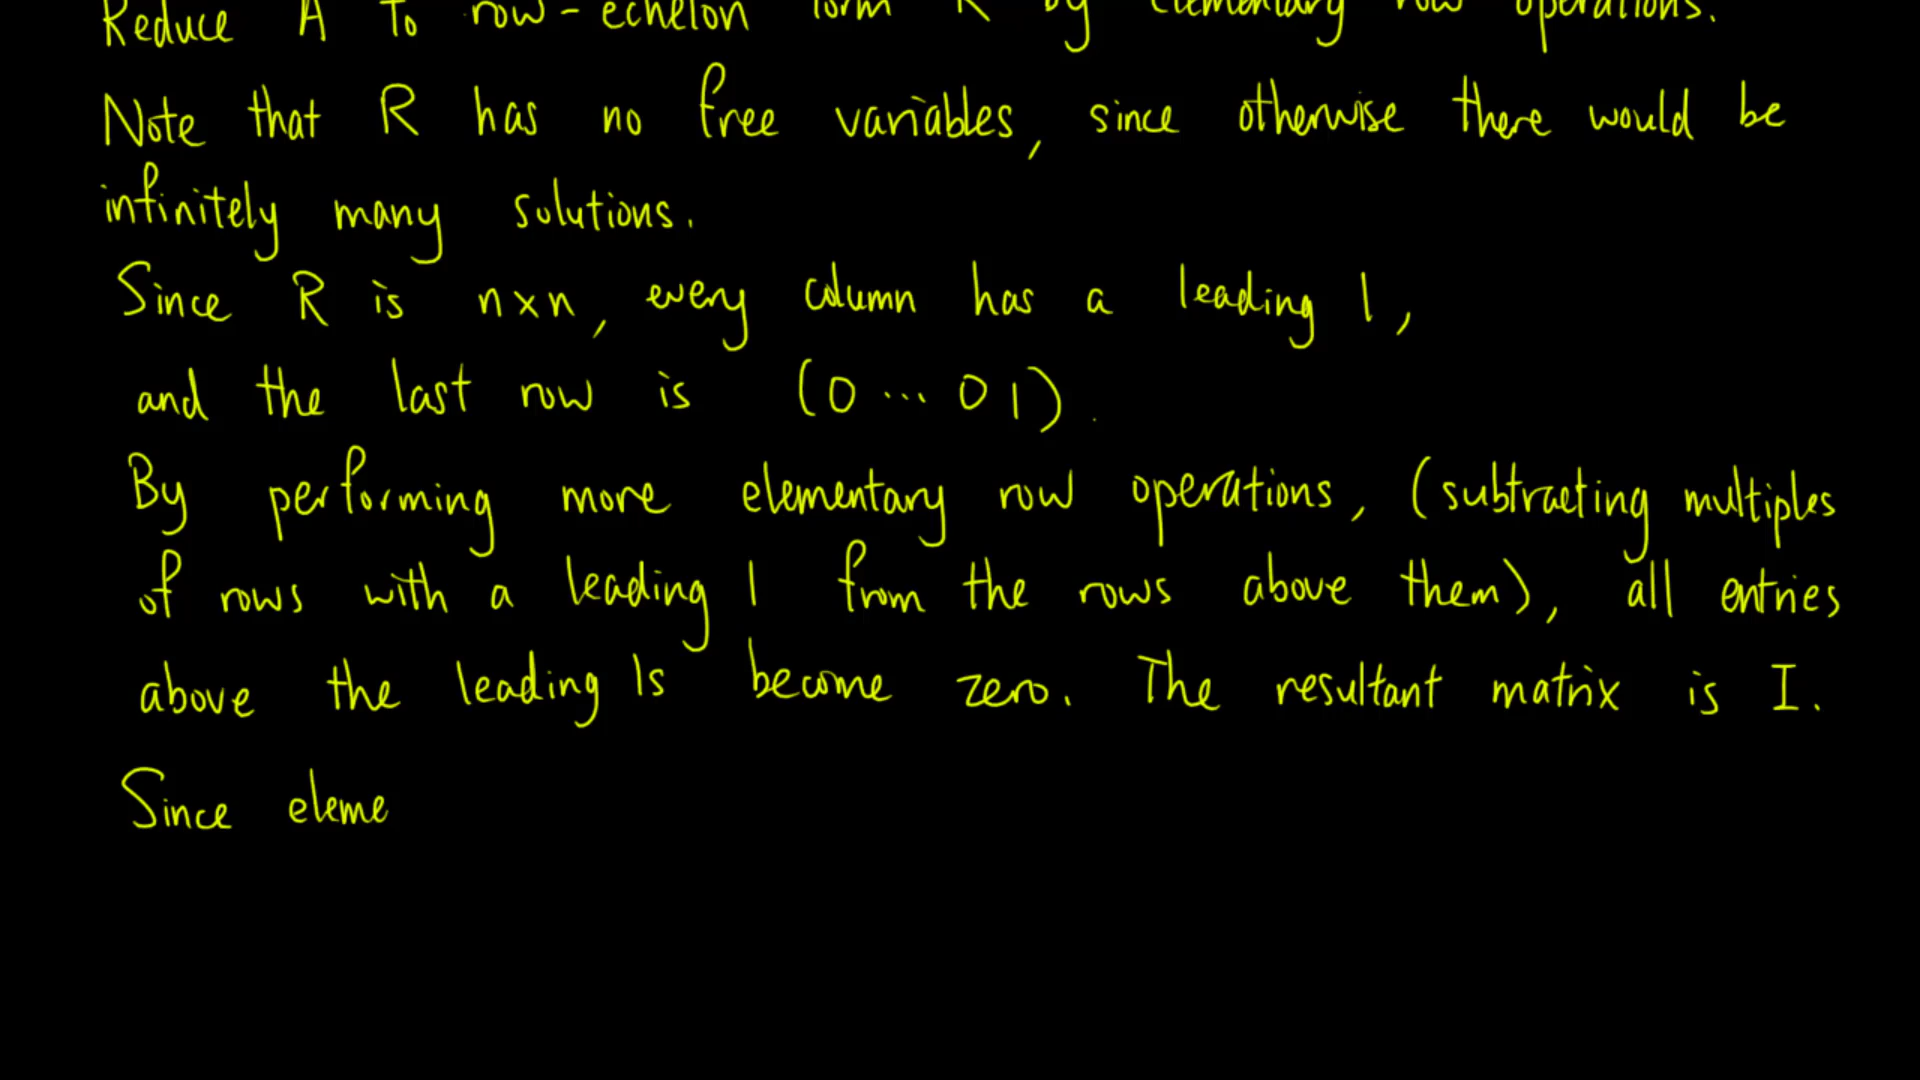 Reduce A to row-echelon form R by elementary row operations.
Note that R has no free variables, since otherwise there would be
infinitely many solutions.
Since R is n×n, every column has a leading 1,
and the last row is (0 ... 0 1).
By performing more elementary row operations, (subtracting multiples
of rows with a leading 1 from the rows above them), all entries
above the leading 1s become zero. The resultant matrix is I.
Since eleme